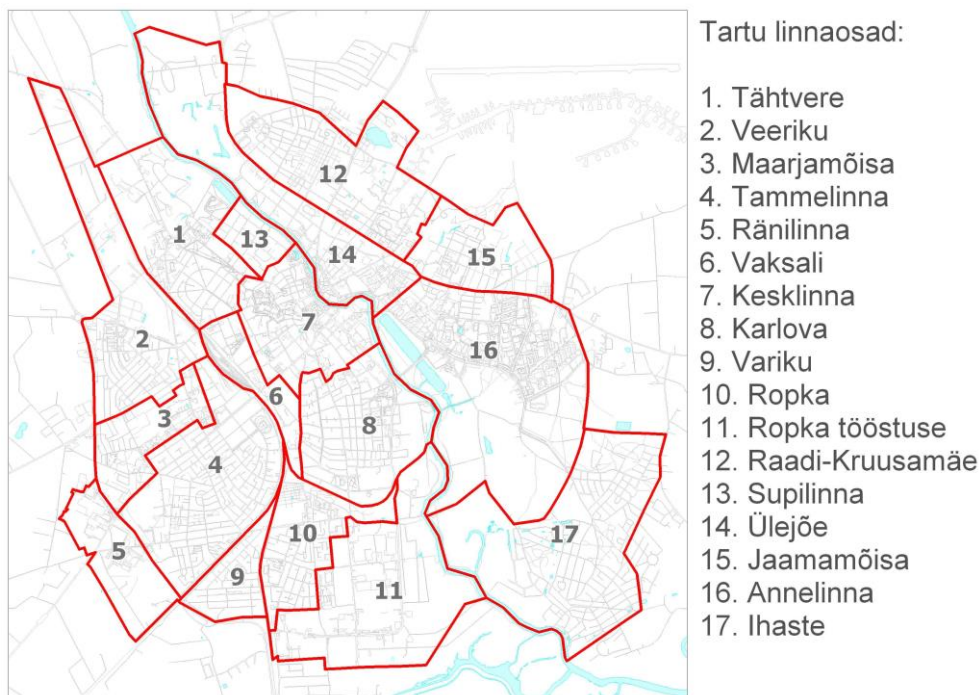 Tartu linnaosad:
1. Tähtvere
2. Veeriku
3. Maarjamõisa
4. Tammelinna
5. Ränilinna
6. Vaksali
7. Kesklinna
8. Karlova
9. Variku
10. Ropka
11. Ropka tööstuse
12. Raadi-Kruusamäe
13. Supilinna
14. Ülejõe
15. Jaamamõisa
16. Annelinna
17. Ihaste
12
1
13
14
15
7
2
16
6
3
8
4
10
17
5
9
11